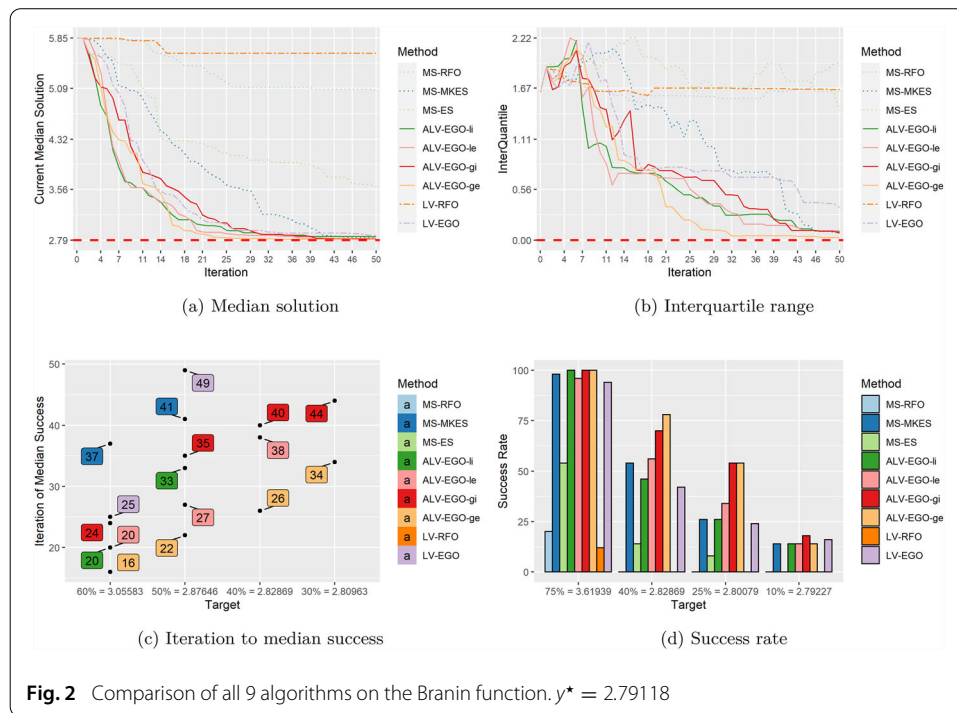 5.85
5.09
4.32
3.56
2.79
Current Median Solution
0 4 7 11 14 18 21 25 29 32 36 39 43 46 50
Iteration
Method
MS-RFO
MS-MKES
MS-ES
ALV-EGO-li
ALV-EGO-le
ALV-EGO-gi
ALV-EGO-ge
LV-RFO
LV-EGO
(a) Median solution
2.22
1.67
1.11
0.56
0.00
InterQuantile
0 4 7 11 14 18 21 25 29 32 36 39 43 46 50
Iteration
Method
MS-RFO
MS-MKES
MS-ES
ALV-EGO-li
ALV-EGO-le
ALV-EGO-gi
ALV-EGO-ge
LV-RFO
LV-EGO
(b) Interquartile range
50
40
30
20
Iteration of Median Success
49
41
40
44
37
35
38
33
34
25
26
24
20
27
20
16
22
60% = 3.05583 50% = 2.87646 40% = 2.82869 30% = 2.80963
Target
Method
a MS-RFO
a MS-MKES
a MS-ES
a ALV-EGO-li
a ALV-EGO-le
a ALV-EGO-gi
a ALV-EGO-ge
a LV-RFO
a LV-EGO
(c) Iteration to median success
100
75
50
25
0
Success Rate
75% = 3.61939 40% = 2.82869 25% = 2.80079 10% = 2.79227
Target
Method
MS-RFO
MS-MKES
MS-ES
ALV-EGO-li
ALV-EGO-le
ALV-EGO-gi
ALV-EGO-ge
LV-RFO
LV-EGO
(d) Success rate
Fig. 2 Comparison of all 9 algorithms on the Branin function. y★ = 2.79118